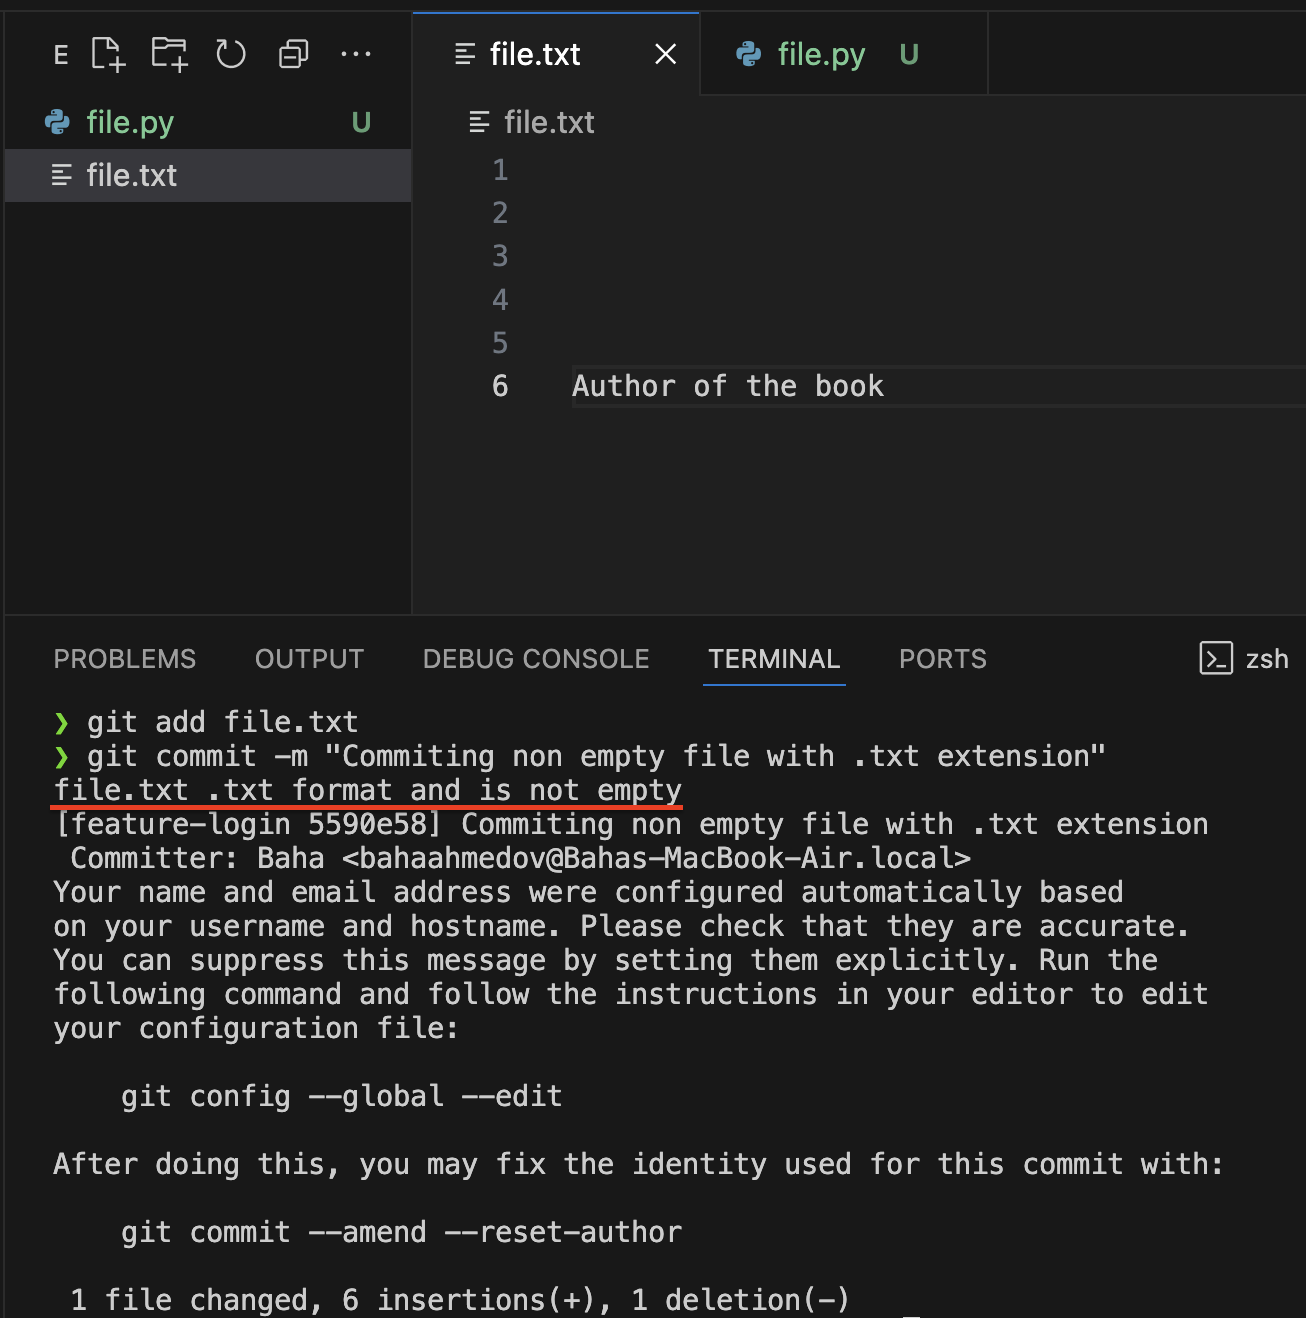 E
file.txt
file.py U
file.py U
file.txt
file.txt
1
2
3
4
5
6 Author of the book
PROBLEMS OUTPUT DEBUG CONSOLE TERMINAL PORTS zsh
❯ git add file.txt
❯ git commit -m "Commiting non empty file with .txt extension"
file.txt .txt format and is not empty
[feature-login 5590e58] Commiting non empty file with .txt extension
Committer: Baha <bahaahmedov@Bahas-MacBook-Air.local>
Your name and email address were configured automatically based
on your username and hostname. Please check that they are accurate.
You can suppress this message by setting them explicitly. Run the
following command and follow the instructions in your editor to edit
your configuration file:
git config --global --edit
After doing this, you may fix the identity used for this commit with:
git commit --amend --reset-author
1 file changed, 6 insertions(+), 1 deletion(-)